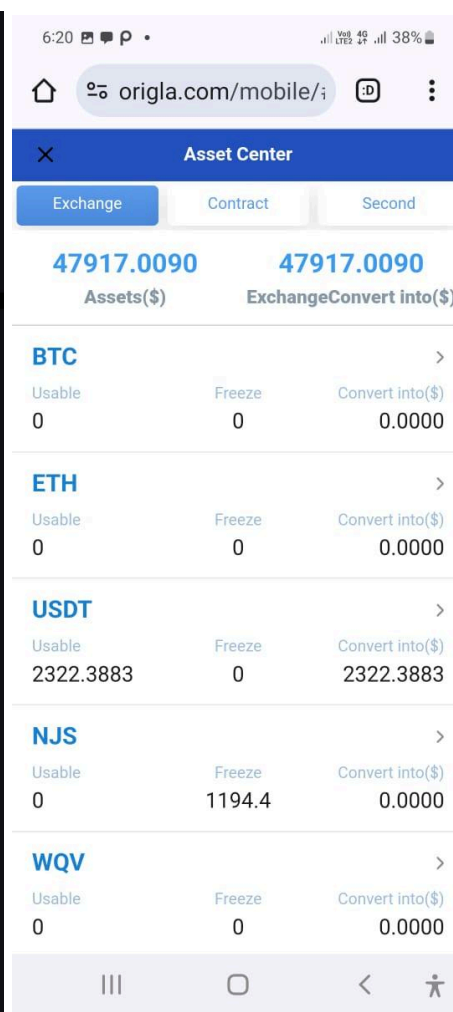 6:20 38%
origla.com/mobile/
Asset Center
Exchange Contract Second
47917.0090 47917.0090
Assets($) ExchangeConvert into($)
BTC
Usable Freeze Convert into($)
0 0 0.0000
ETH
Usable Freeze Convert into($)
0 0 0.0000
USDT
Usable Freeze Convert into($)
2322.3883 0 2322.3883
NJS
Usable Freeze Convert into($)
0 1194.4 0.0000
WQV
Usable Freeze Convert into($)
0 0 0.0000